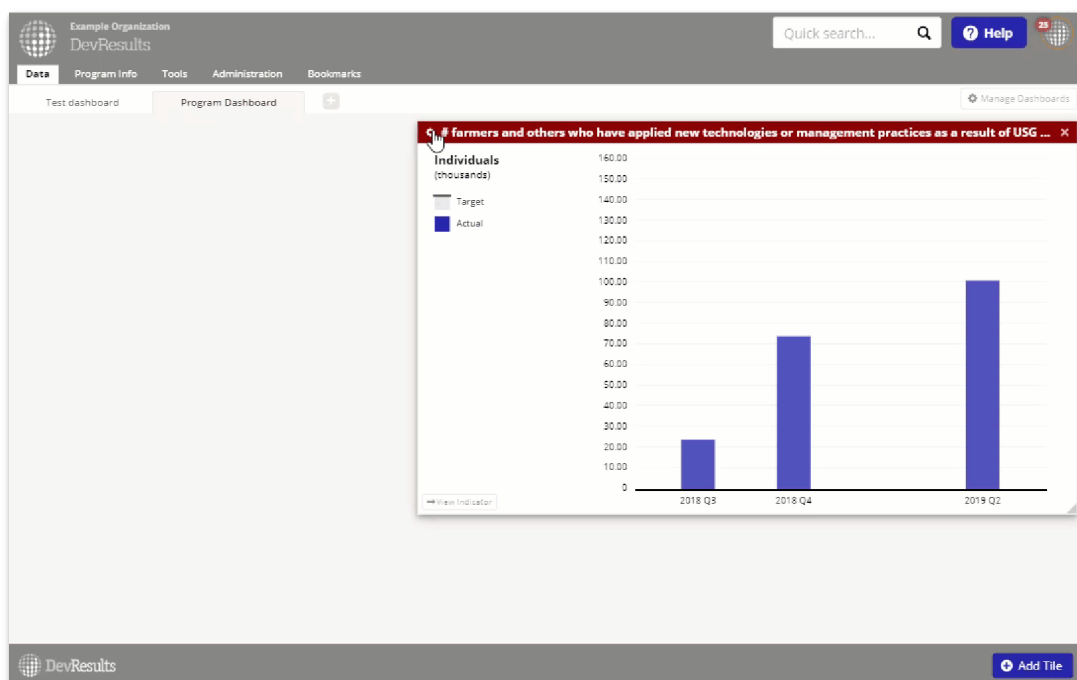 Example Organization
DevResults
Quick search...
Help
25
Data
Program Info
Tools
Administration
Bookmarks
Test dashboard
Program Dashboard
Manage Dashboards
# farmers and others who have applied new technologies or management practices as a result of USG ...
Individuals
(thousands)
Target
Actual
160.00
150.00
140.00
130.00
120.00
110.00
100.00
90.00
80.00
70.00
60.00
50.00
40.00
30.00
20.00
10.00
0
2018 Q3
2018 Q4
2019 Q2
View Indicator
DevResults
Add Tile